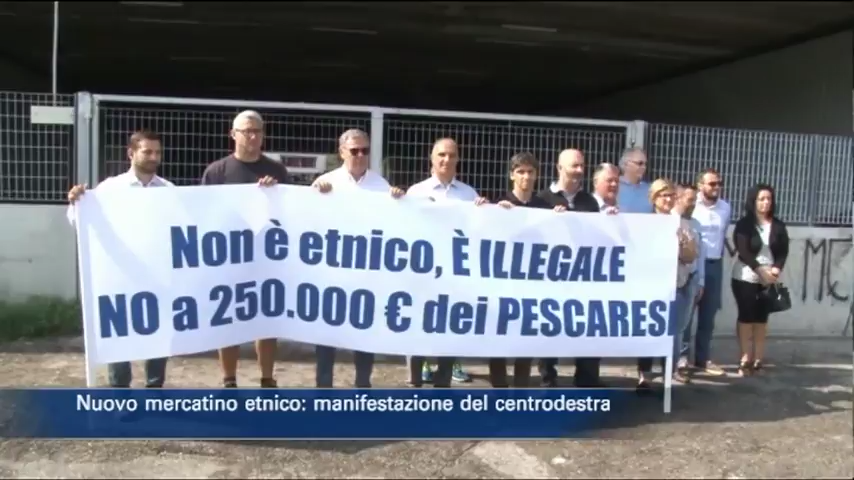 Non è etnico, È ILLEGALE
NO a 250.000 € dei PESCARESI
Nuovo mercatino etnico: manifestazione del centrodestra